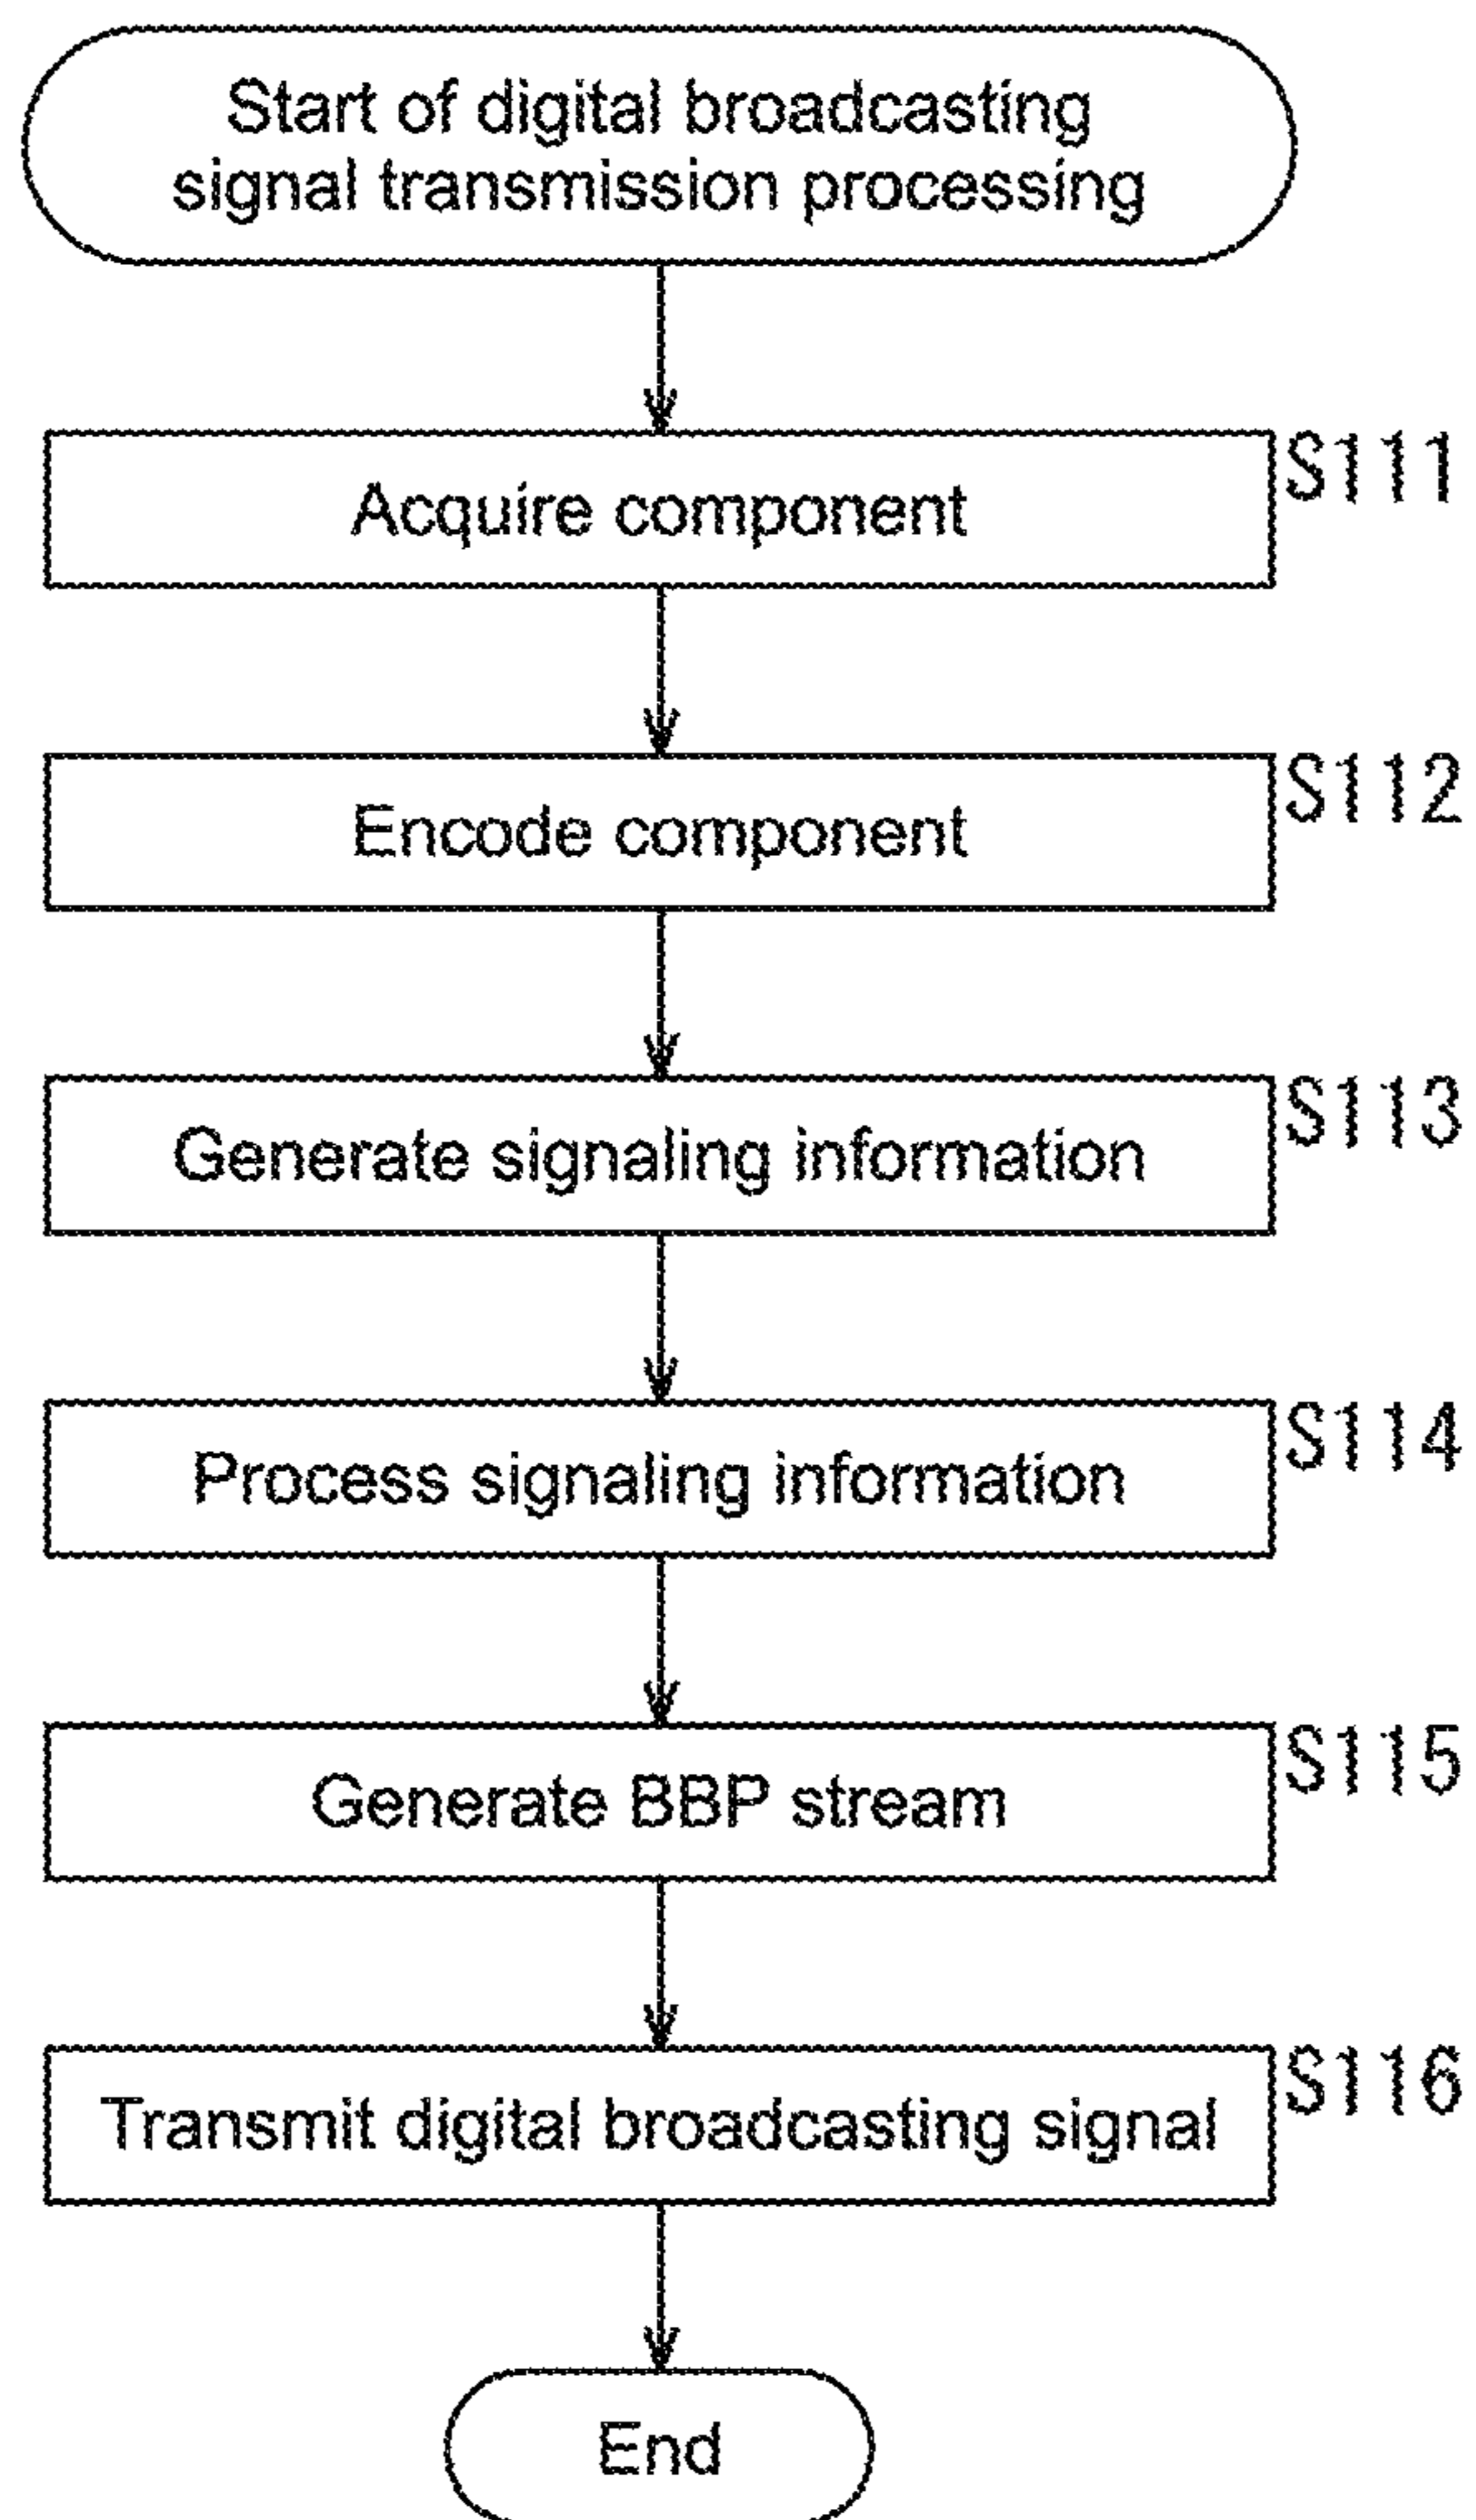 Start of digital broadcasting
signal transmission processing
S111
Acquire component
S112
Encode component
S113
Generate signaling information
S114
Process signaling information
S115
Generate BBP stream
S116
Transmit digital broadcasting signal
End